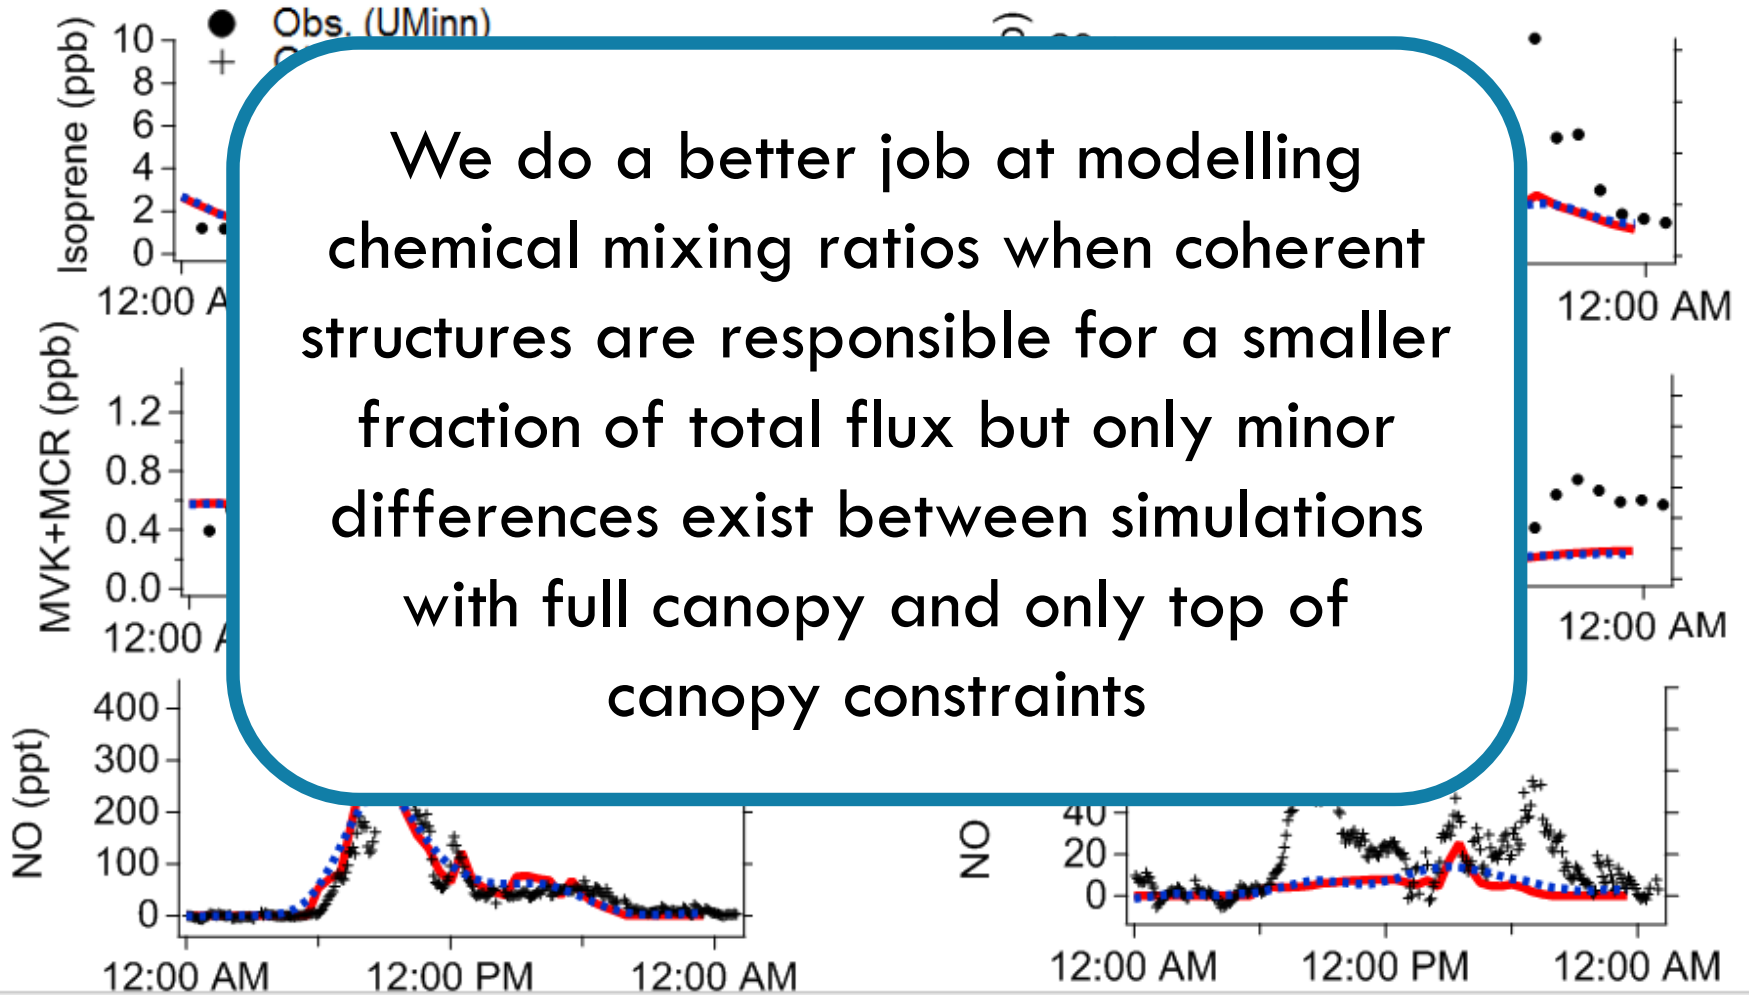 Obs. (UMinn)
+
Isoprene (ppb)
10
8
6
4
2
0
12:00
12:00 AM
We do a better job at modelling
chemical mixing ratios when coherent
structures are responsible for a smaller
fraction of total flux but only minor
differences exist between simulations
with full canopy and only top of
canopy constraints
MVK+MCR (ppb)
1.2
0.8
0.4
0.0
12:00
12:00 AM
NO (ppt)
400
300
200
100
0
12:00 AM 12:00 PM 12:00 AM
NO
40
20
0
12:00 AM 12:00 PM 12:00 AM